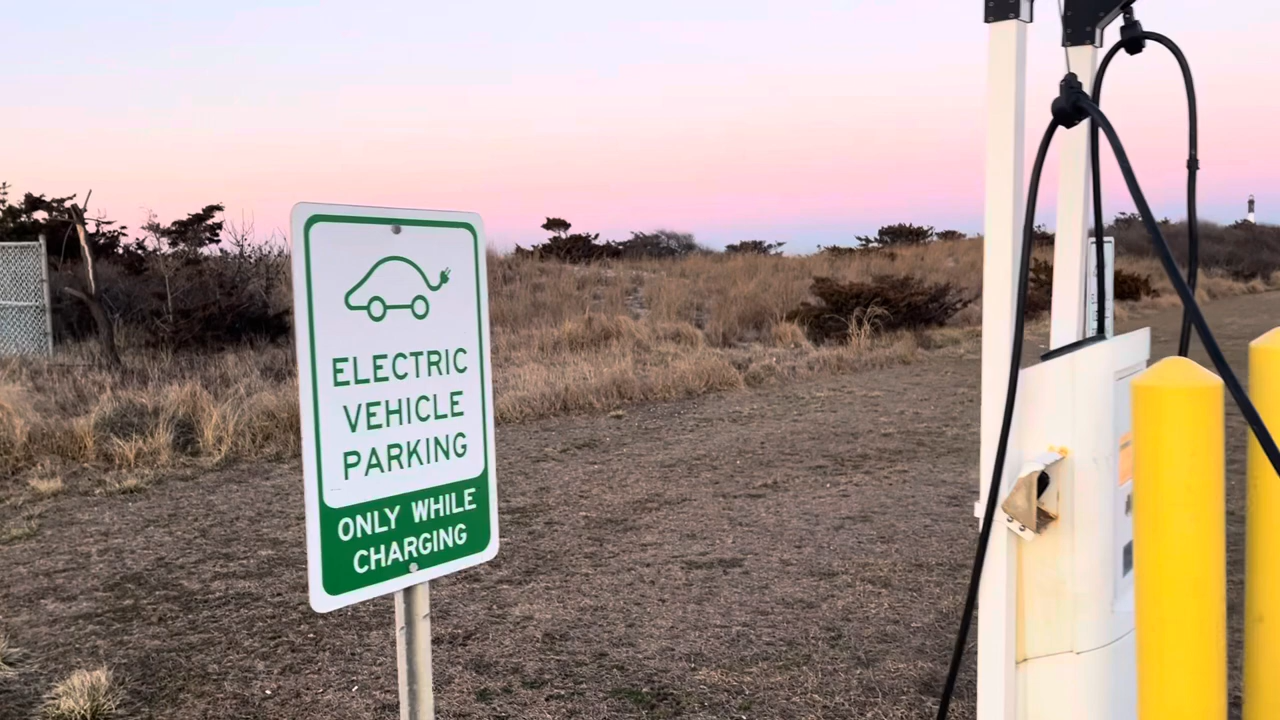 ELECTRIC
VEHICLE
PARKING
ONLY WHILE
CHARGING